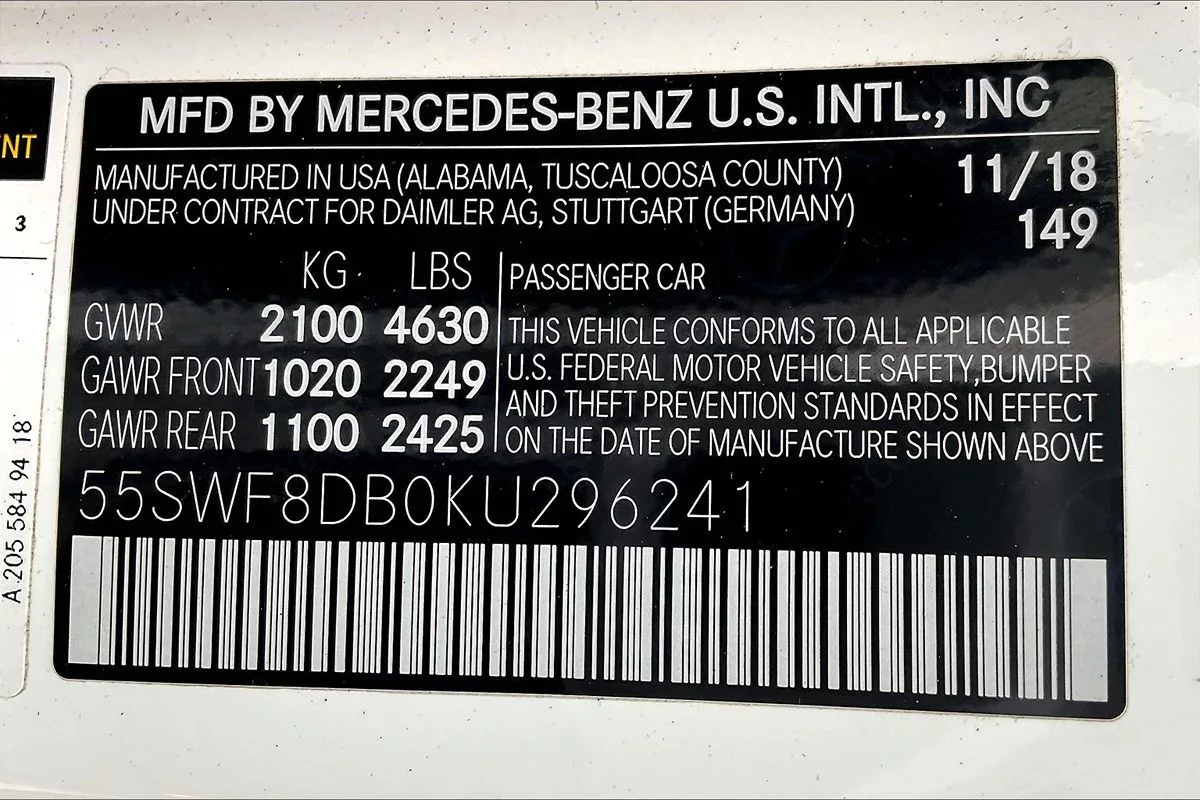 MFD BY MERCEDES-BENZ U.S. INTL., INC
MANUFACTURED IN USA (ALABAMA, TUSCALOOSA COUNTY) 11/18
UNDER CONTRACT FOR DAIMLER AG, STUTTGART (GERMANY) 149
KG LBS
GVWR 2100 4630
GAWR FRONT 1020 2249
GAWR REAR 1100 2425
PASSENGER CAR
THIS VEHICLE CONFORMS TO ALL APPLICABLE
U.S. FEDERAL MOTOR VEHICLE SAFETY,BUMPER
AND THEFT PREVENTION STANDARDS IN EFFECT
ON THE DATE OF MANUFACTURE SHOWN ABOVE
55SWF8DB0KU296241
NT
3
A 205 584 94 18